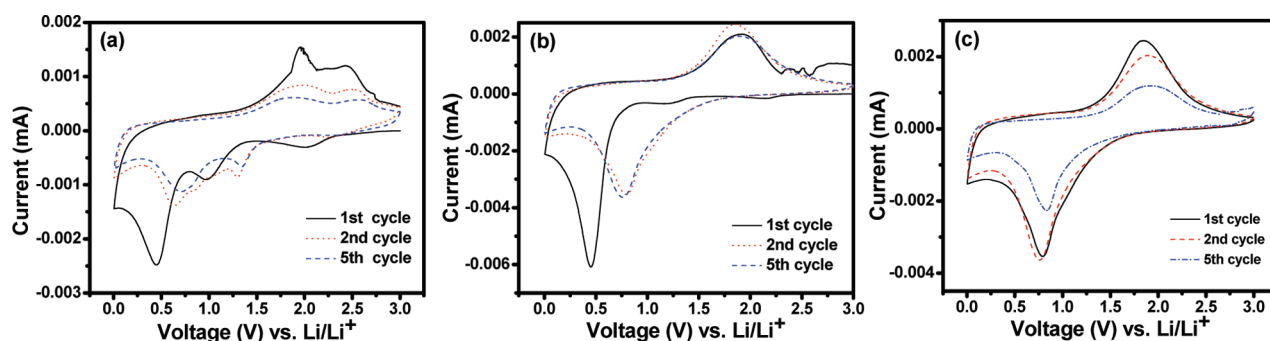 (a)
0.002
0.001
0.000
-0.001
-0.002
-0.003
Current (mA)
1st cycle
2nd cycle
5th cycle
0.0 0.5 1.0 1.5 2.0 2.5 3.0
Voltage (V) vs. Li/Li+
(b)
0.002
0.000
-0.002
-0.004
-0.006
Current (mA)
1st cycle
2nd cycle
5th cycle
0.0 0.5 1.0 1.5 2.0 2.5 3.0
Voltage (V) vs. Li/Li+
(c)
0.002
0.000
-0.002
-0.004
Current (mA)
1st cycle
2nd cycle
5th cycle
0.0 0.5 1.0 1.5 2.0 2.5 3.0
Voltage (V) vs. Li/Li+